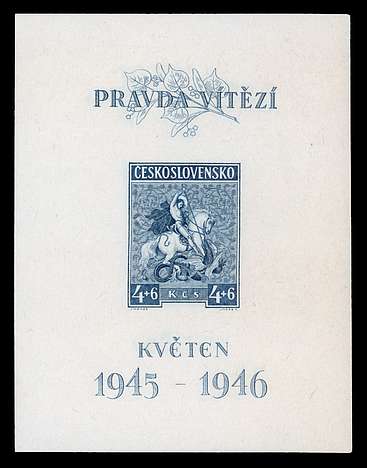 PRAVDA VÍTĚZÍ
ČESKOSLOVENSKO
4+6 Kčs 4+6
KVĚTEN
1945 - 1946